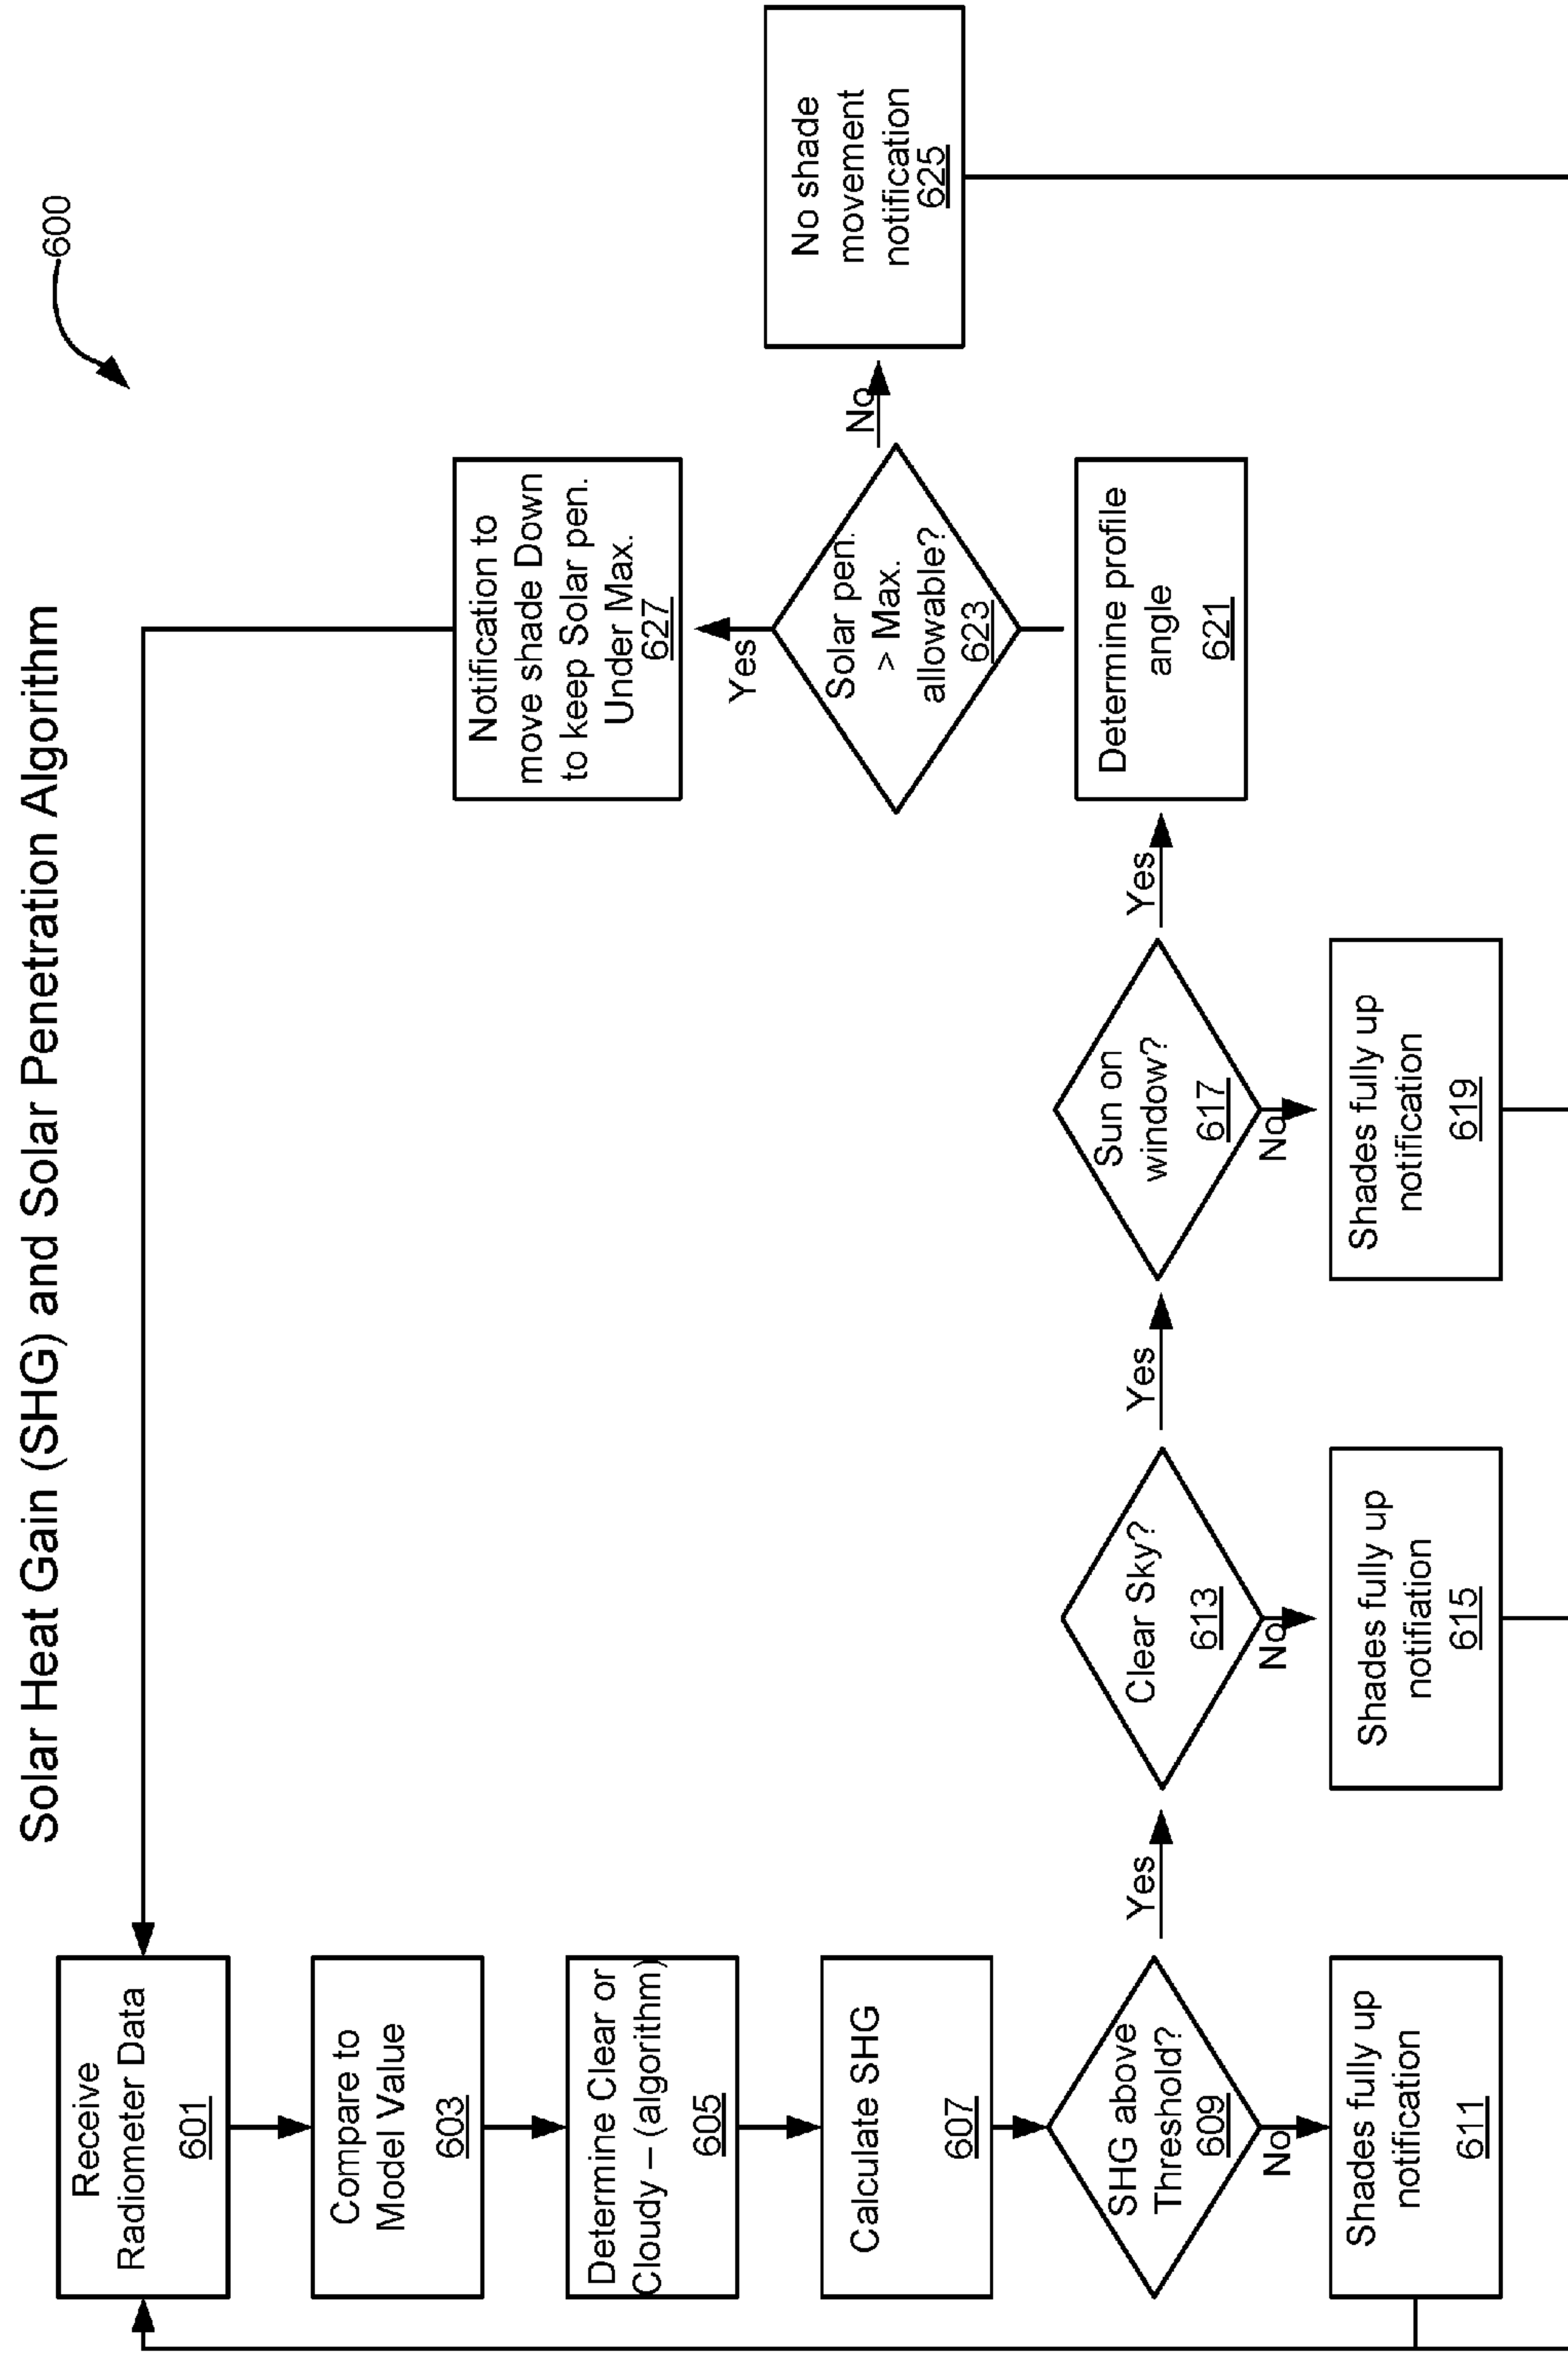 Solar Heat Gain (SHG) and Solar Penetration Algorithm
600
Receive
Radiometer Data
601
Compare to
Model Value
603
Determine Clear or
Cloudy – (algorithm)
605
Calculate SHG
607
SHG above
Threshold?
609
No
Yes
Shades fully up
notification
611
Clear Sky?
613
No
Yes
Shades fully up
notifiation
615
Sun on
window?
617
No
Yes
Shades fully up
notification
619
Determine profile
angle
621
Solar pen.
> Max.
allowable?
623
Yes
No
Notification to
move shade Down
to keep Solar pen.
Under Max.
627
No shade
movement
notification
625